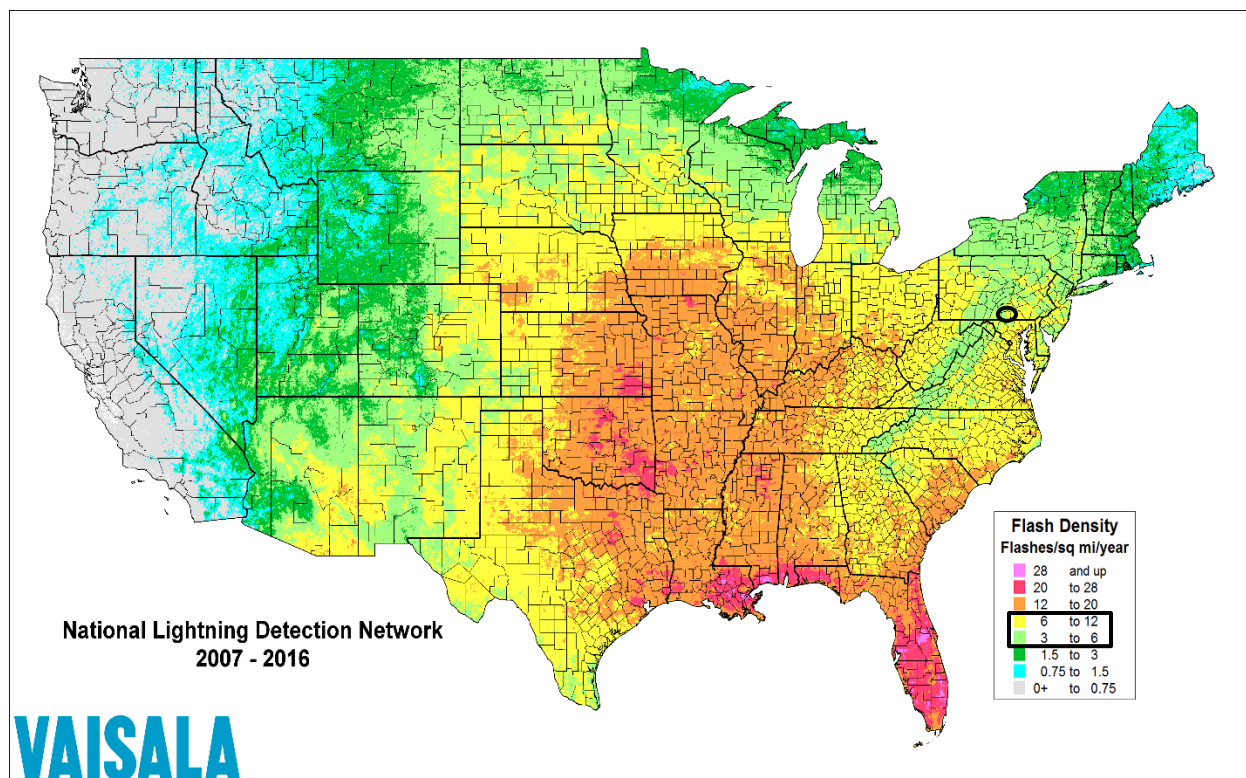 Flash Density
Flashes/sq mi/year
28 and up
20 to 28
12 to 20
6 to 12
3 to 6
1.5 to 3
0.75 to 1.5
0+ to 0.75
National Lightning Detection Network
2007 - 2016
VAISALA